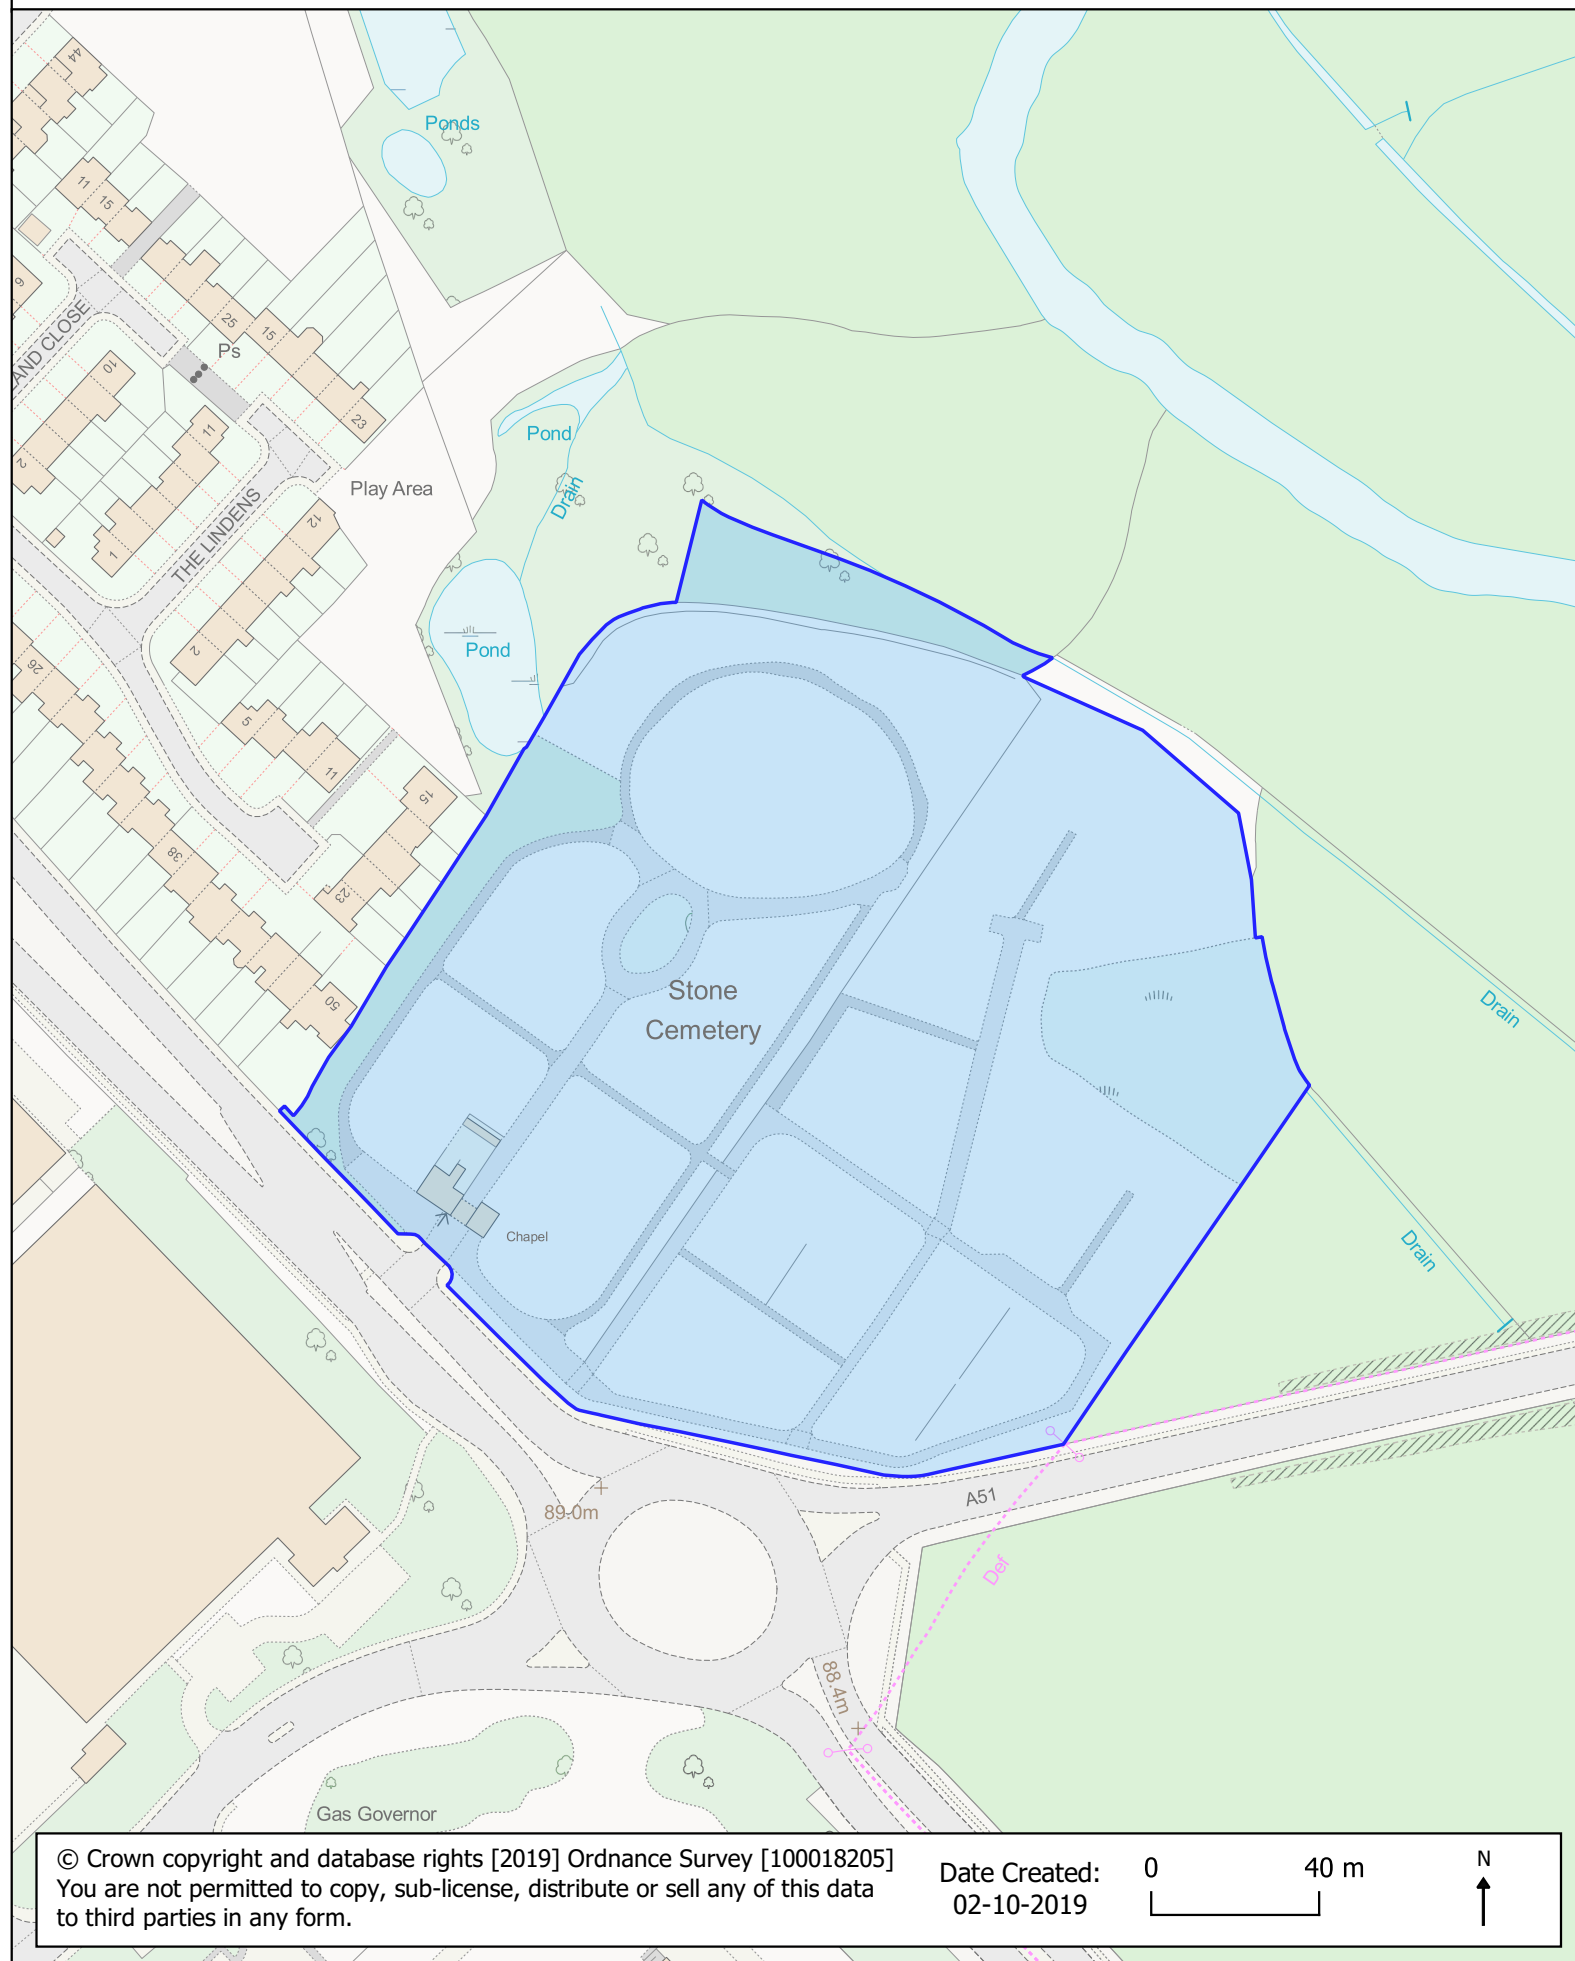 44
Ponds
11
15
9
25
15
LAND CLOSE
Ps
10
23
11
Pond
2
Play Area
Drain
THE LINDENS
12
1
2
Pond
26
5
11
15
38
23
Stone
Cemetery
50
Drain
Chapel
Drain
A51
89.0m
Def
88.4m
Gas Governor
© Crown copyright and database rights [2019] Ordnance Survey [100018205]
You are not permitted to copy, sub-license, distribute or sell any of this data
to third parties in any form.
Date Created:
02-10-2019
0 40 m
N